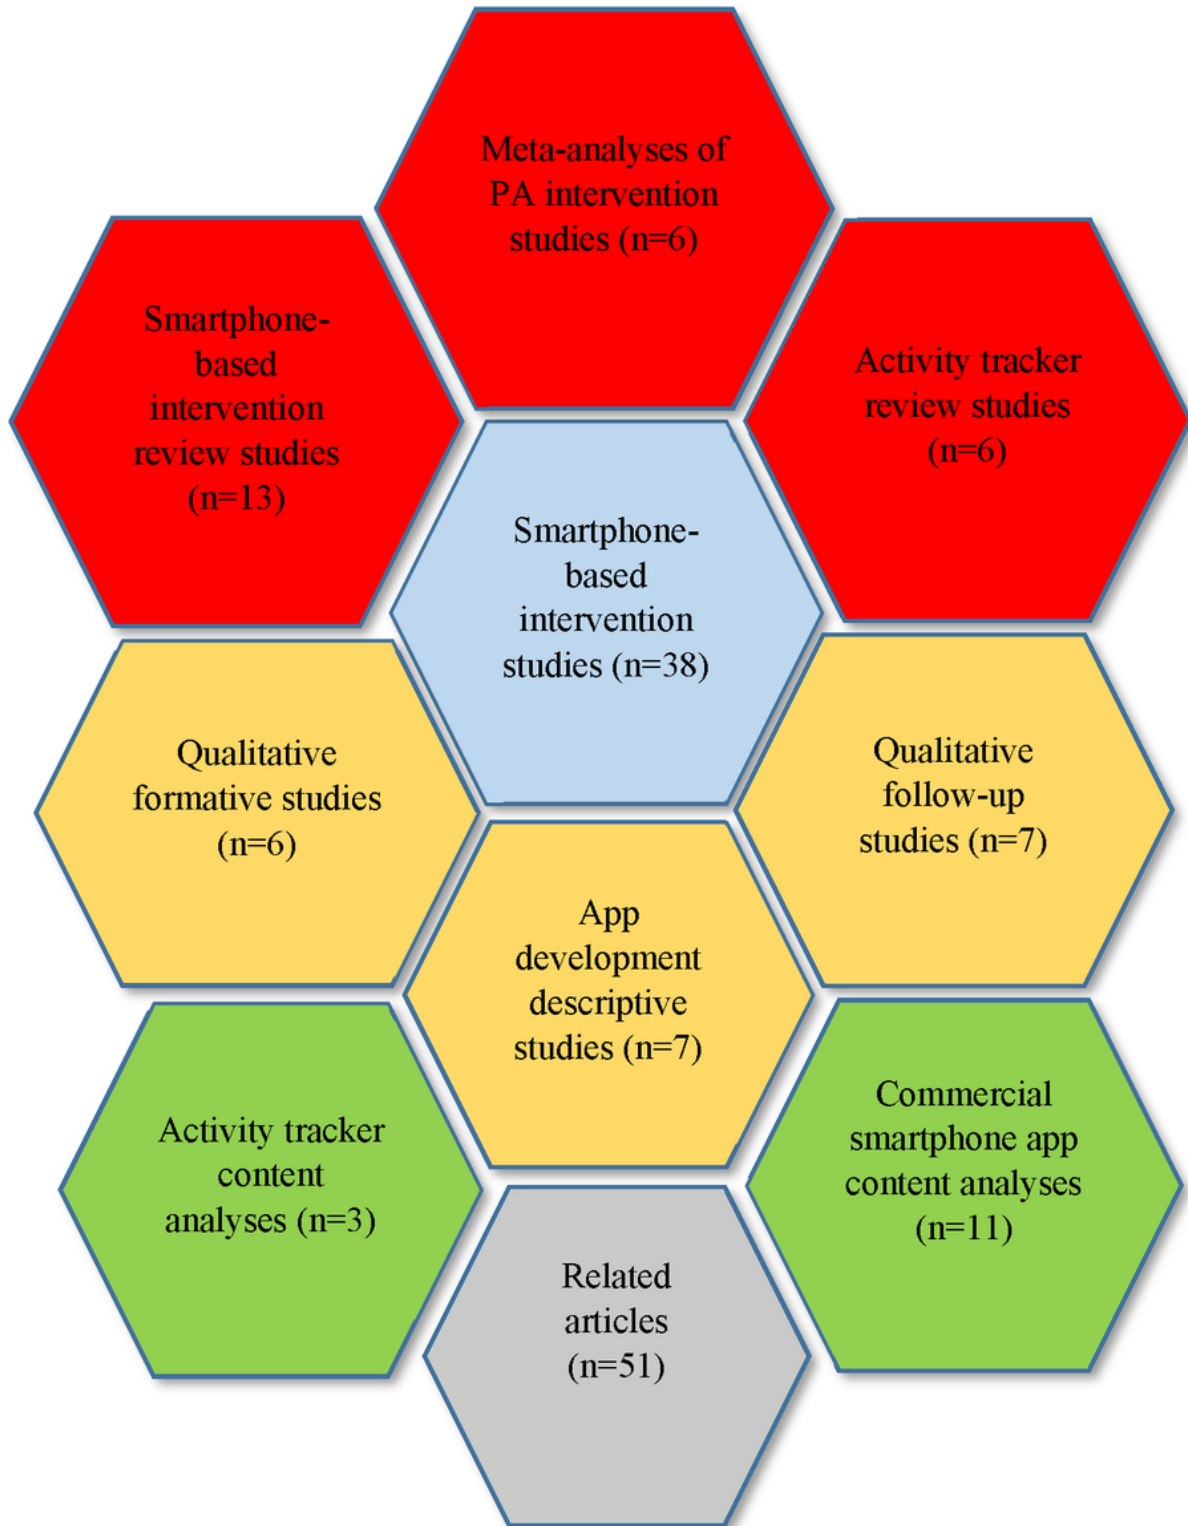 Meta-analyses of
PA intervention
studies (n=6)
Smartphone-
based
intervention
review studies
(n=13)
Activity tracker
review studies
(n=6)
Smartphone-
based
intervention
studies (n=38)
Qualitative
formative studies
(n=6)
Qualitative
follow-up
studies (n=7)
App
development
descriptive
studies (n=7)
Activity tracker
content
analyses (n=3)
Commercial
smartphone app
content analyses
(n=11)
Related
articles
(n=51)